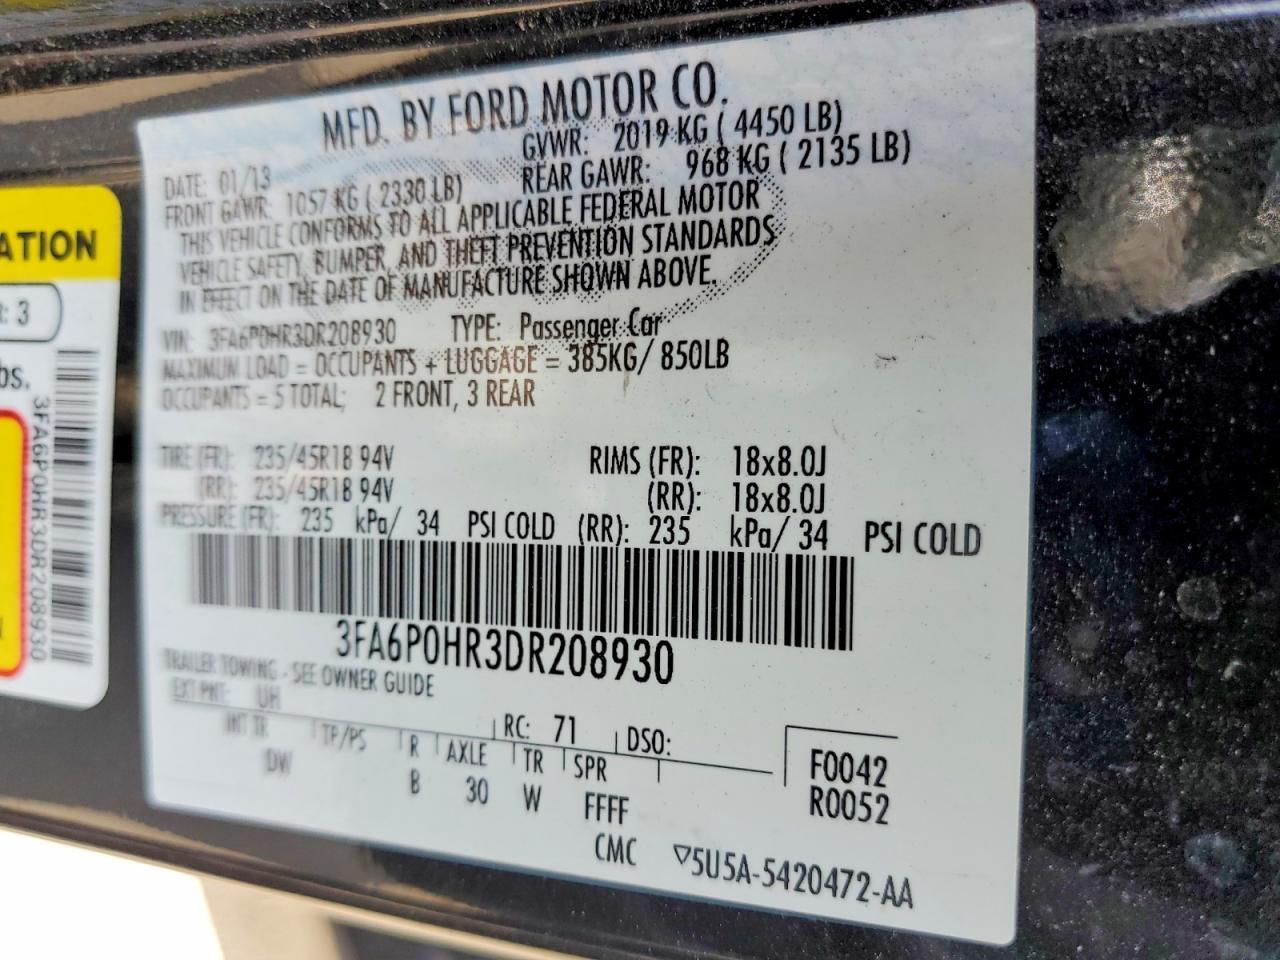 MFD. BY FORD MOTOR CO.
DATE: 01/13 GVWR: 2019 KG ( 4450 LB)
FRONT GAWR: 1057 KG ( 2330 LB) REAR GAWR: 968 KG ( 2135 LB)
THIS VEHICLE CONFORMS TO ALL APPLICABLE FEDERAL MOTOR
VEHICLE SAFETY, BUMPER, AND THEFT PREVENTION STANDARDS
IN EFFECT ON THE DATE OF MANUFACTURE SHOWN ABOVE.
VIN: 3FA6P0HR3DR208930 TYPE: Passenger Car
MAXIMUM LOAD = OCCUPANTS + LUGGAGE = 385KG/ 850LB
OCCUPANTS = 5 TOTAL; 2 FRONT, 3 REAR
TIRE (FR): 235/45R18 94V RIMS (FR): 18x8.0J
(RR): 235/45R18 94V (RR): 18x8.0J
PRESSURE (FR): 235 kPa/ 34 PSI COLD (RR): 235 kPa/ 34 PSI COLD
3FA6P0HR3DR208930
TRAILER TOWING - SEE OWNER GUIDE
EXT PNT: UH RC: 71 DSO:
INT TR TP/PS R AXLE TR SPR F0042
DW B 30 W FFFF R0052
CMC ▽5U5A-5420472-AA
ATION
: 3
bs.
3FA6P0HR3DR208930